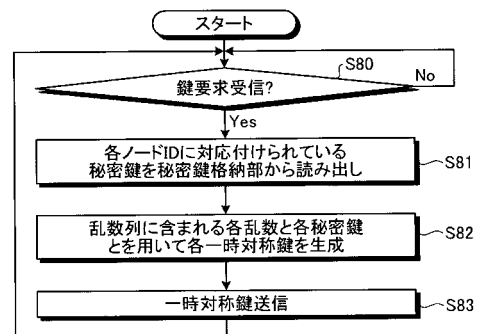 スタート
S80
鍵要求受信?
No
Yes
各ノードIDに対応付けられている
秘密鍵を秘密鍵格納部から読み出し
S81
乱数列に含まれる各乱数と各秘密鍵
とを用いて各一時対称鍵を生成
S82
一時対称鍵送信
S83